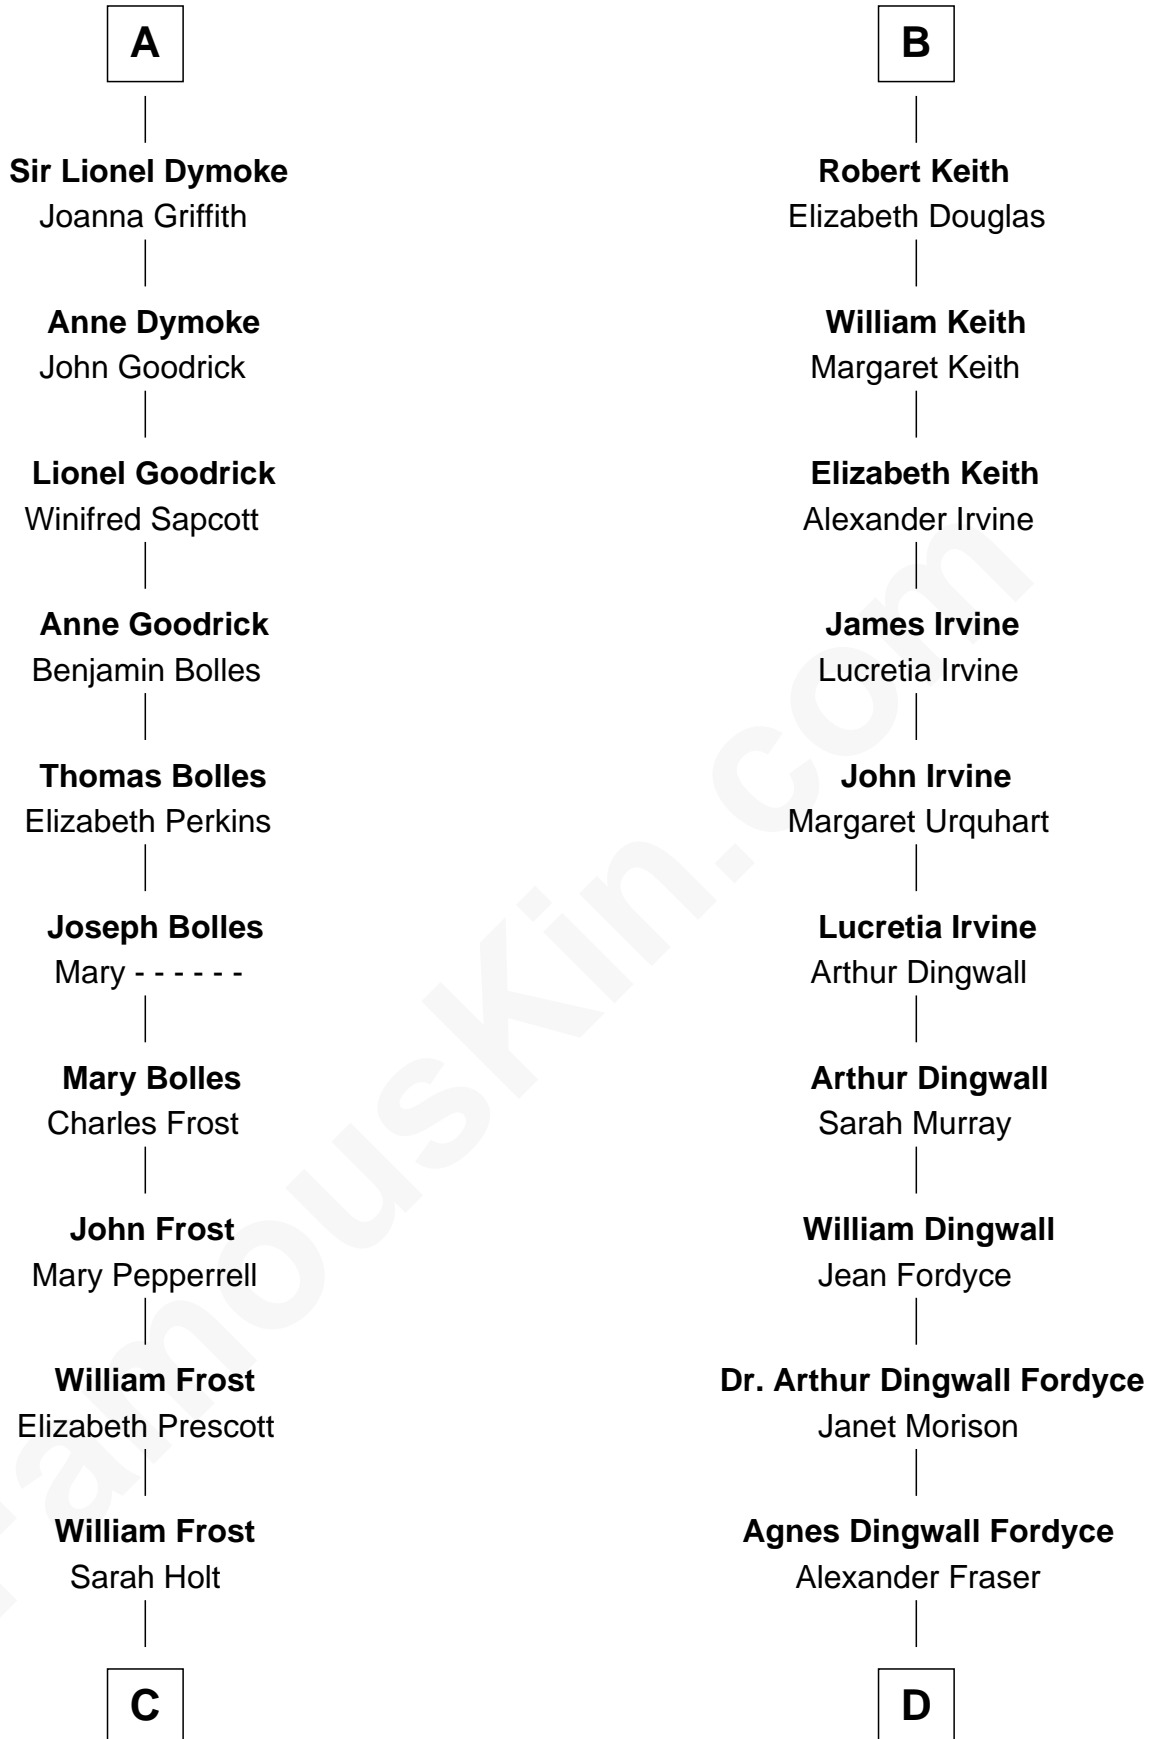 A
Sir Lionel Dymoke
Joanna Griffith
Anne Dymoke
John Goodrick
Lionel Goodrick
Winifred Sapcott
Anne Goodrick
Benjamin Bolles
Thomas Bolles
Elizabeth Perkins
Joseph Bolles
Mary - - - - - -
Mary Bolles
Charles Frost
John Frost
Mary Pepperrell
William Frost
Elizabeth Prescott
William Frost
Sarah Holt
C
B
Robert Keith
Elizabeth Douglas
William Keith
Margaret Keith
Elizabeth Keith
Alexander Irvine
James Irvine
Lucretia Irvine
John Irvine
Margaret Urquhart
Lucretia Irvine
Arthur Dingwall
Arthur Dingwall
Sarah Murray
William Dingwall
Jean Fordyce
Dr. Arthur Dingwall Fordyce
Janet Morison
Agnes Dingwall Fordyce
Alexander Fraser
D
FamousKin.com